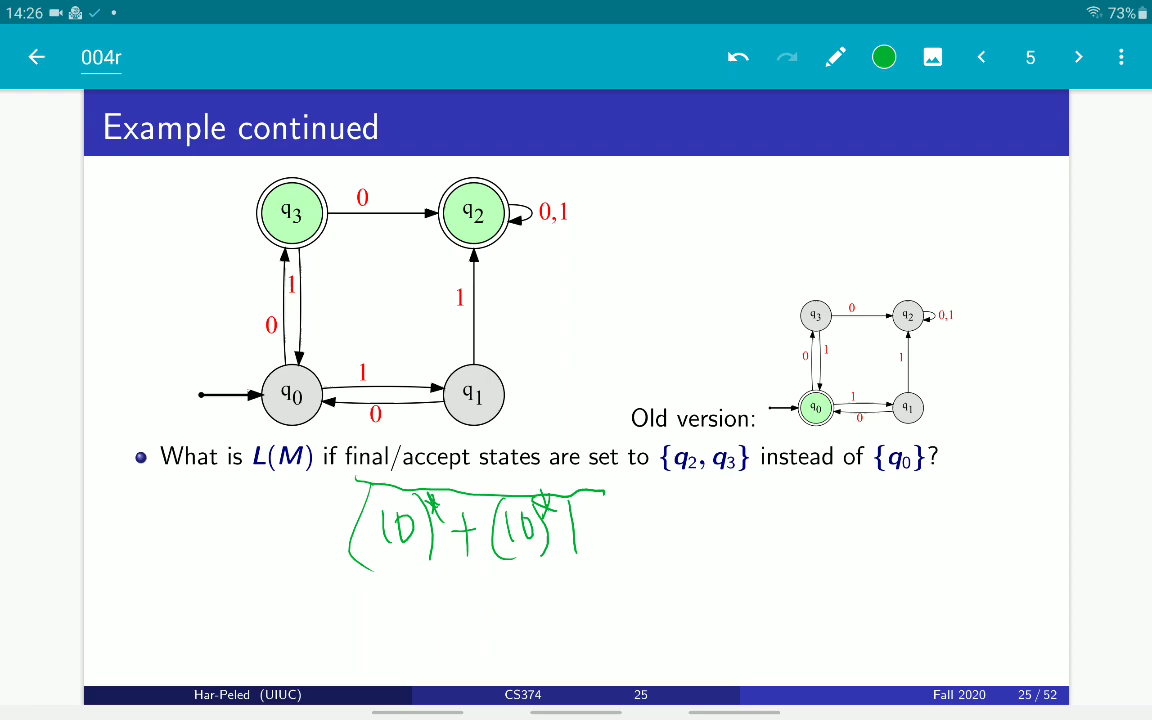 14:26 73%
004r 5
Example continued
q3 0 q2 0,1
1 0 1
q0 1 0 q1
q3 0 q2 0,1
0 1 1
q0 1 0 q1
Old version:
What is L(M) if final/accept states are set to {q2, q3} instead of {q0}?
(10)* + (10)*
Har-Peled (UIUC) CS374 25 Fall 2020 25 / 52